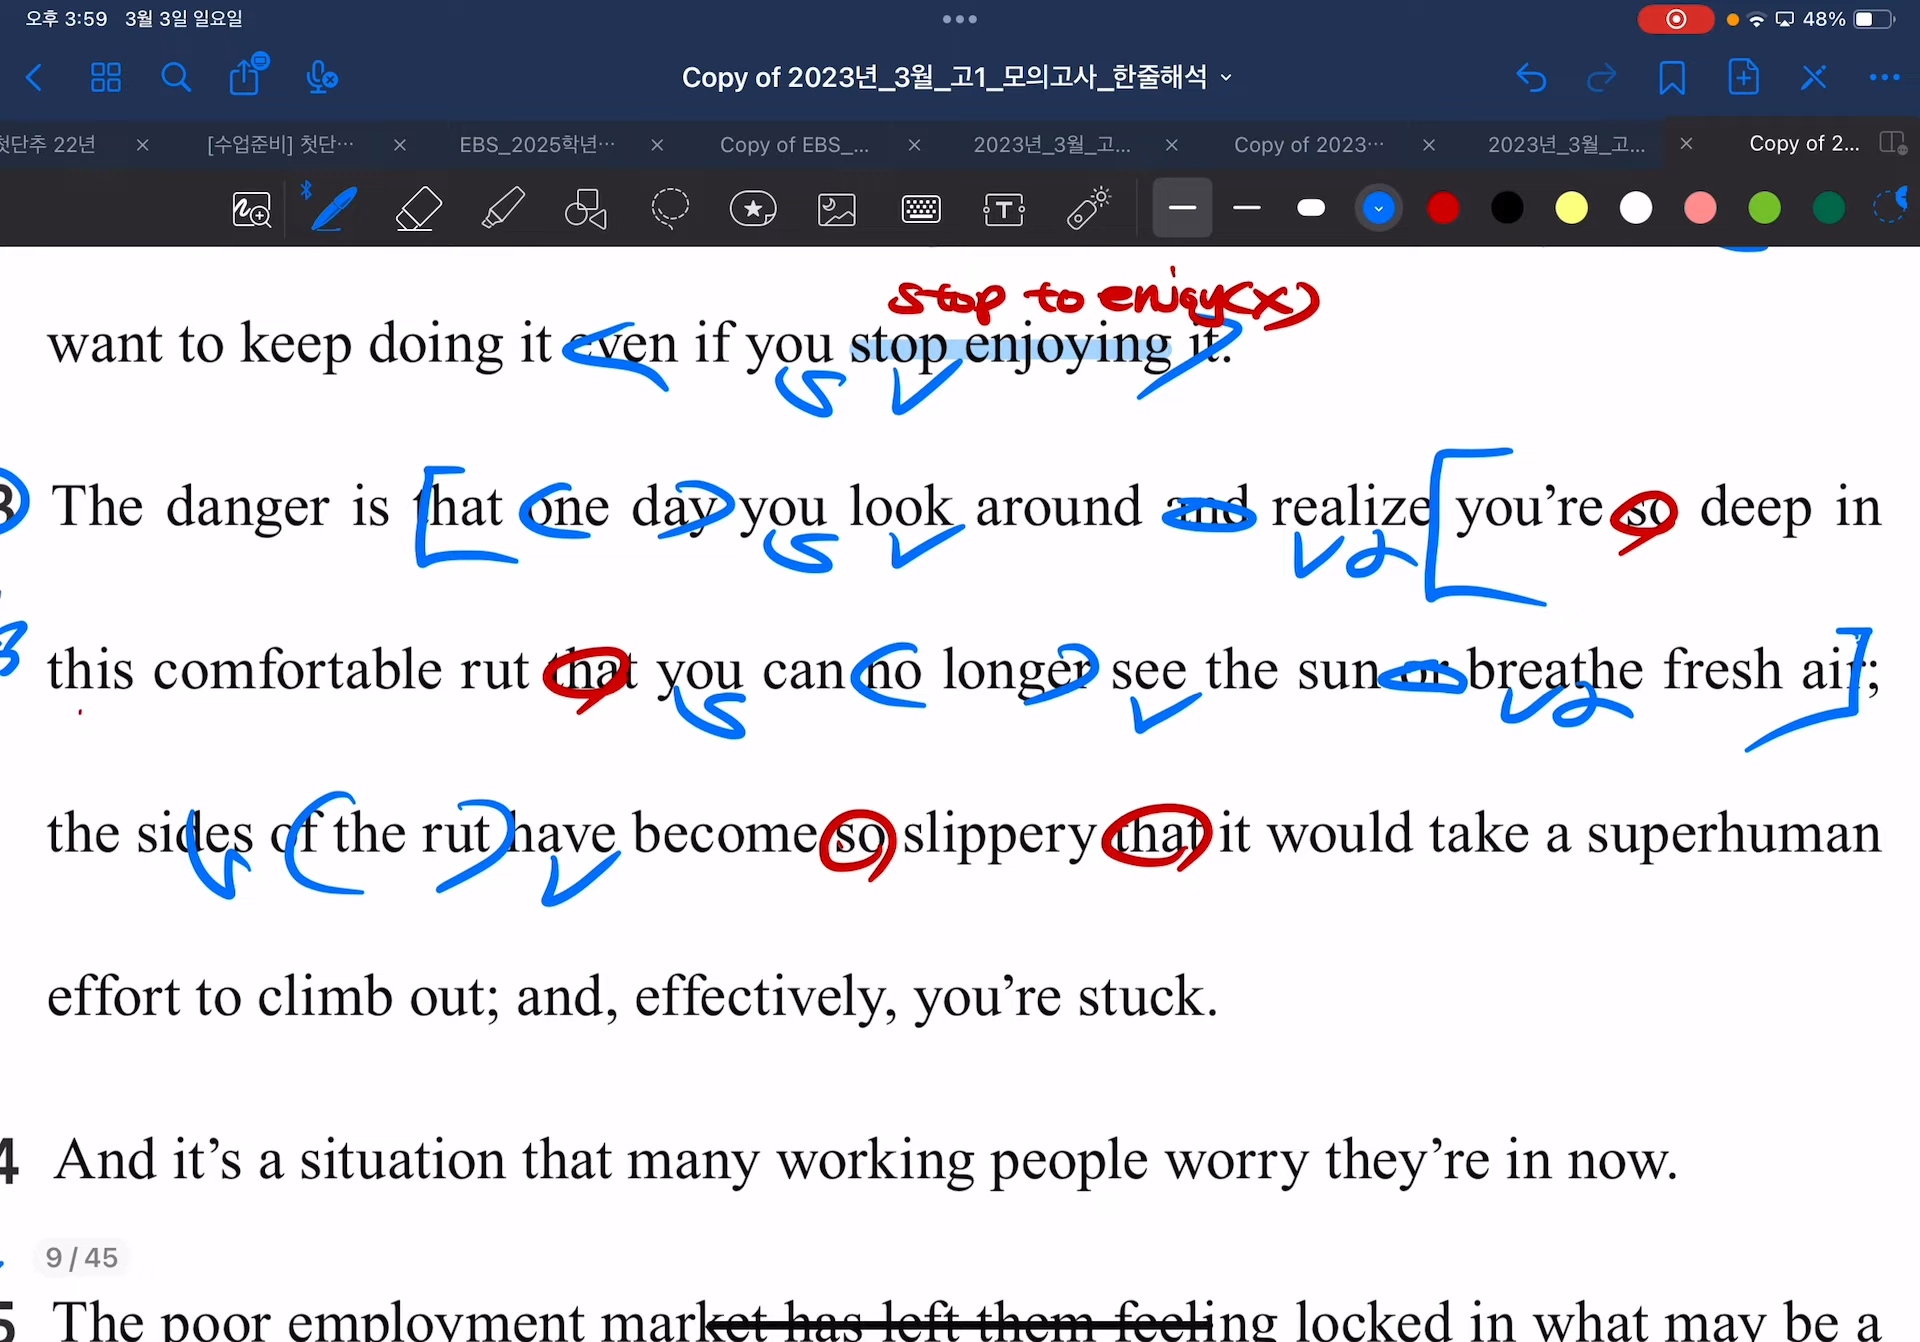 오후 3:59 3월 3일 일요일
48%
Copy of 2023년_3월_고1_모의고사_한줄해석
첫단추 22년 × [수업준비] 첫단… × EBS_2025학년… × Copy of EBS_... × 2023년_3월_고... × Copy of 2023… × 2023년_3월_고... × Copy of 2...
stop to enjoy(x)
want to keep doing it even if you stop enjoying it.
S V
3 The danger is that one day you look around and realize you're so deep in
S V V2
this comfortable rut that you can no longer see the sun or breathe fresh air;
S V V2
the sides of the rut have become so slippery that it would take a superhuman
S V
effort to climb out; and, effectively, you're stuck.
4 And it's a situation that many working people worry they're in now.
9 / 45
5 The poor employment market has left them feeling locked in what may be a